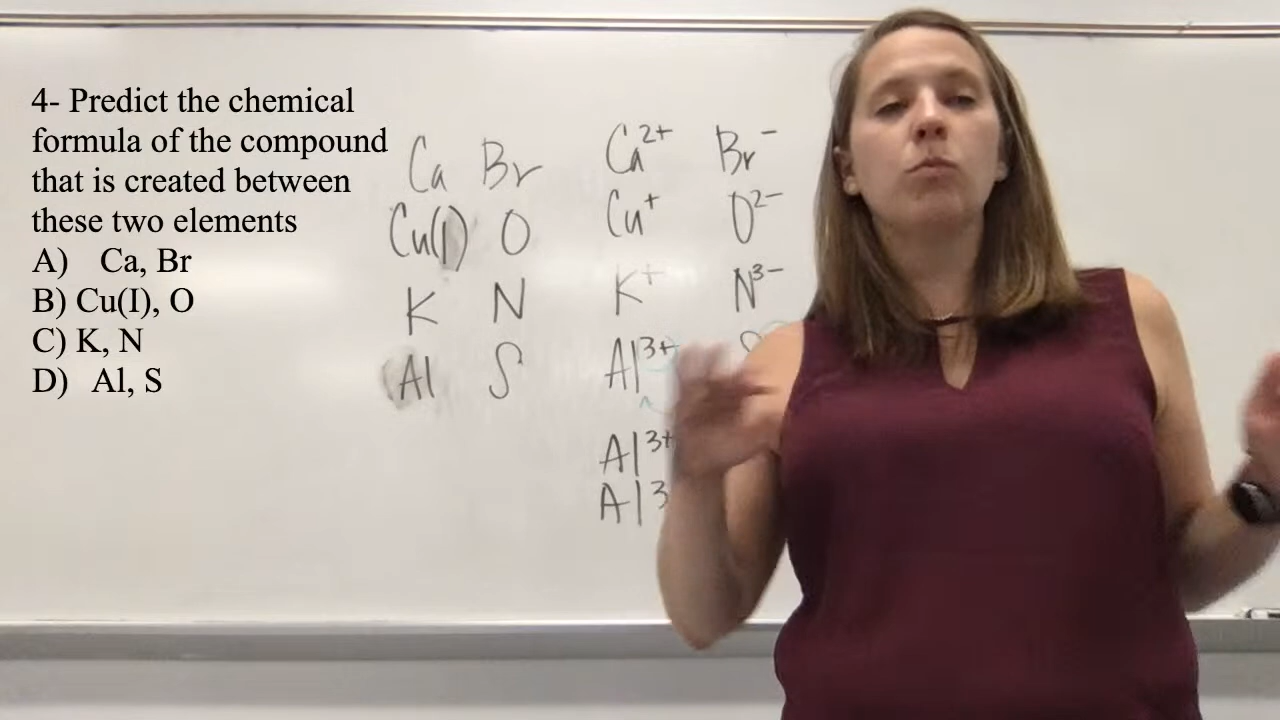 4- Predict the chemical
formula of the compound
that is created between
these two elements
A) Ca, Br
B) Cu(I), O
C) K, N
D) Al, S
Ca Br Ca²⁺ Br⁻
Cu(I) O Cu⁺ O²⁻
K N K⁺ N³⁻
Al S Al³⁺
Al³⁺
Al³